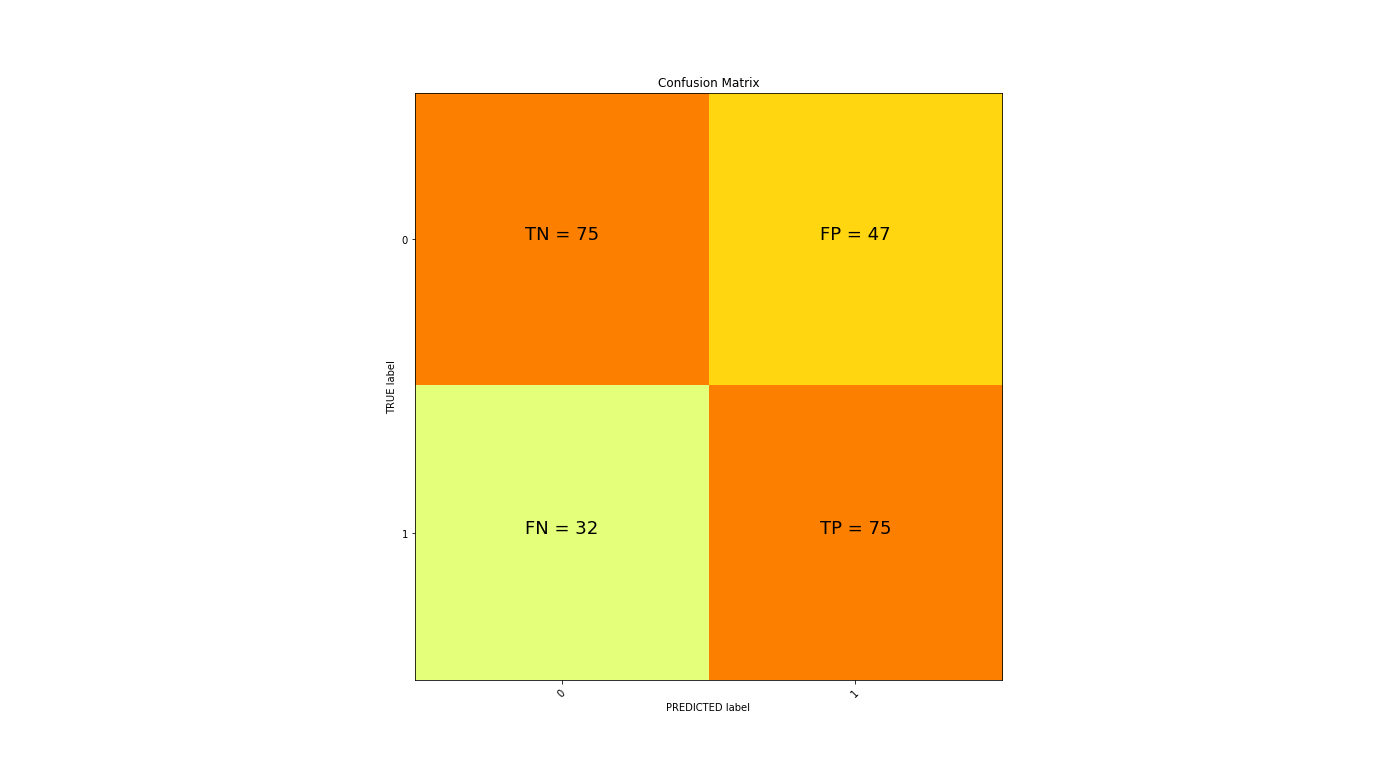 Confusion Matrix
TN = 75
FP = 47
0
TRUE label
FN = 32
TP = 75
1
0
1
PREDICTED label